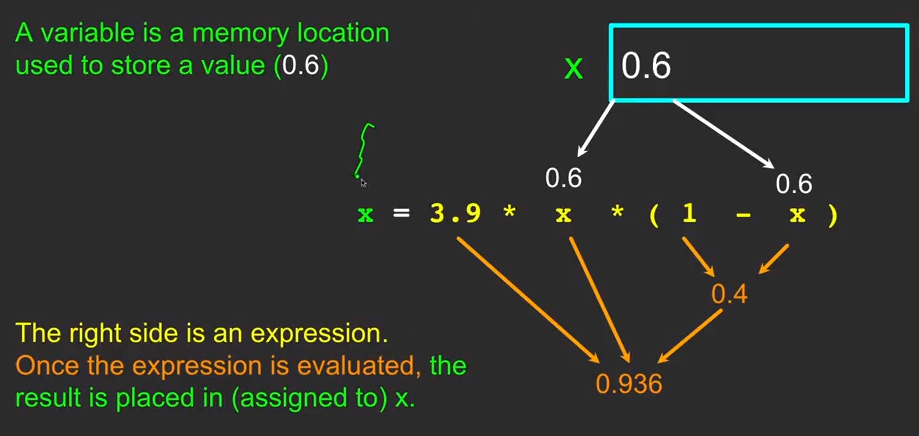 A variable is a memory location
used to store a value (0.6)
x 0.6
0.6 0.6
x = 3.9 * x * ( 1 - x )
0.4
The right side is an expression.
Once the expression is evaluated, the
result is placed in (assigned to) x.
0.936